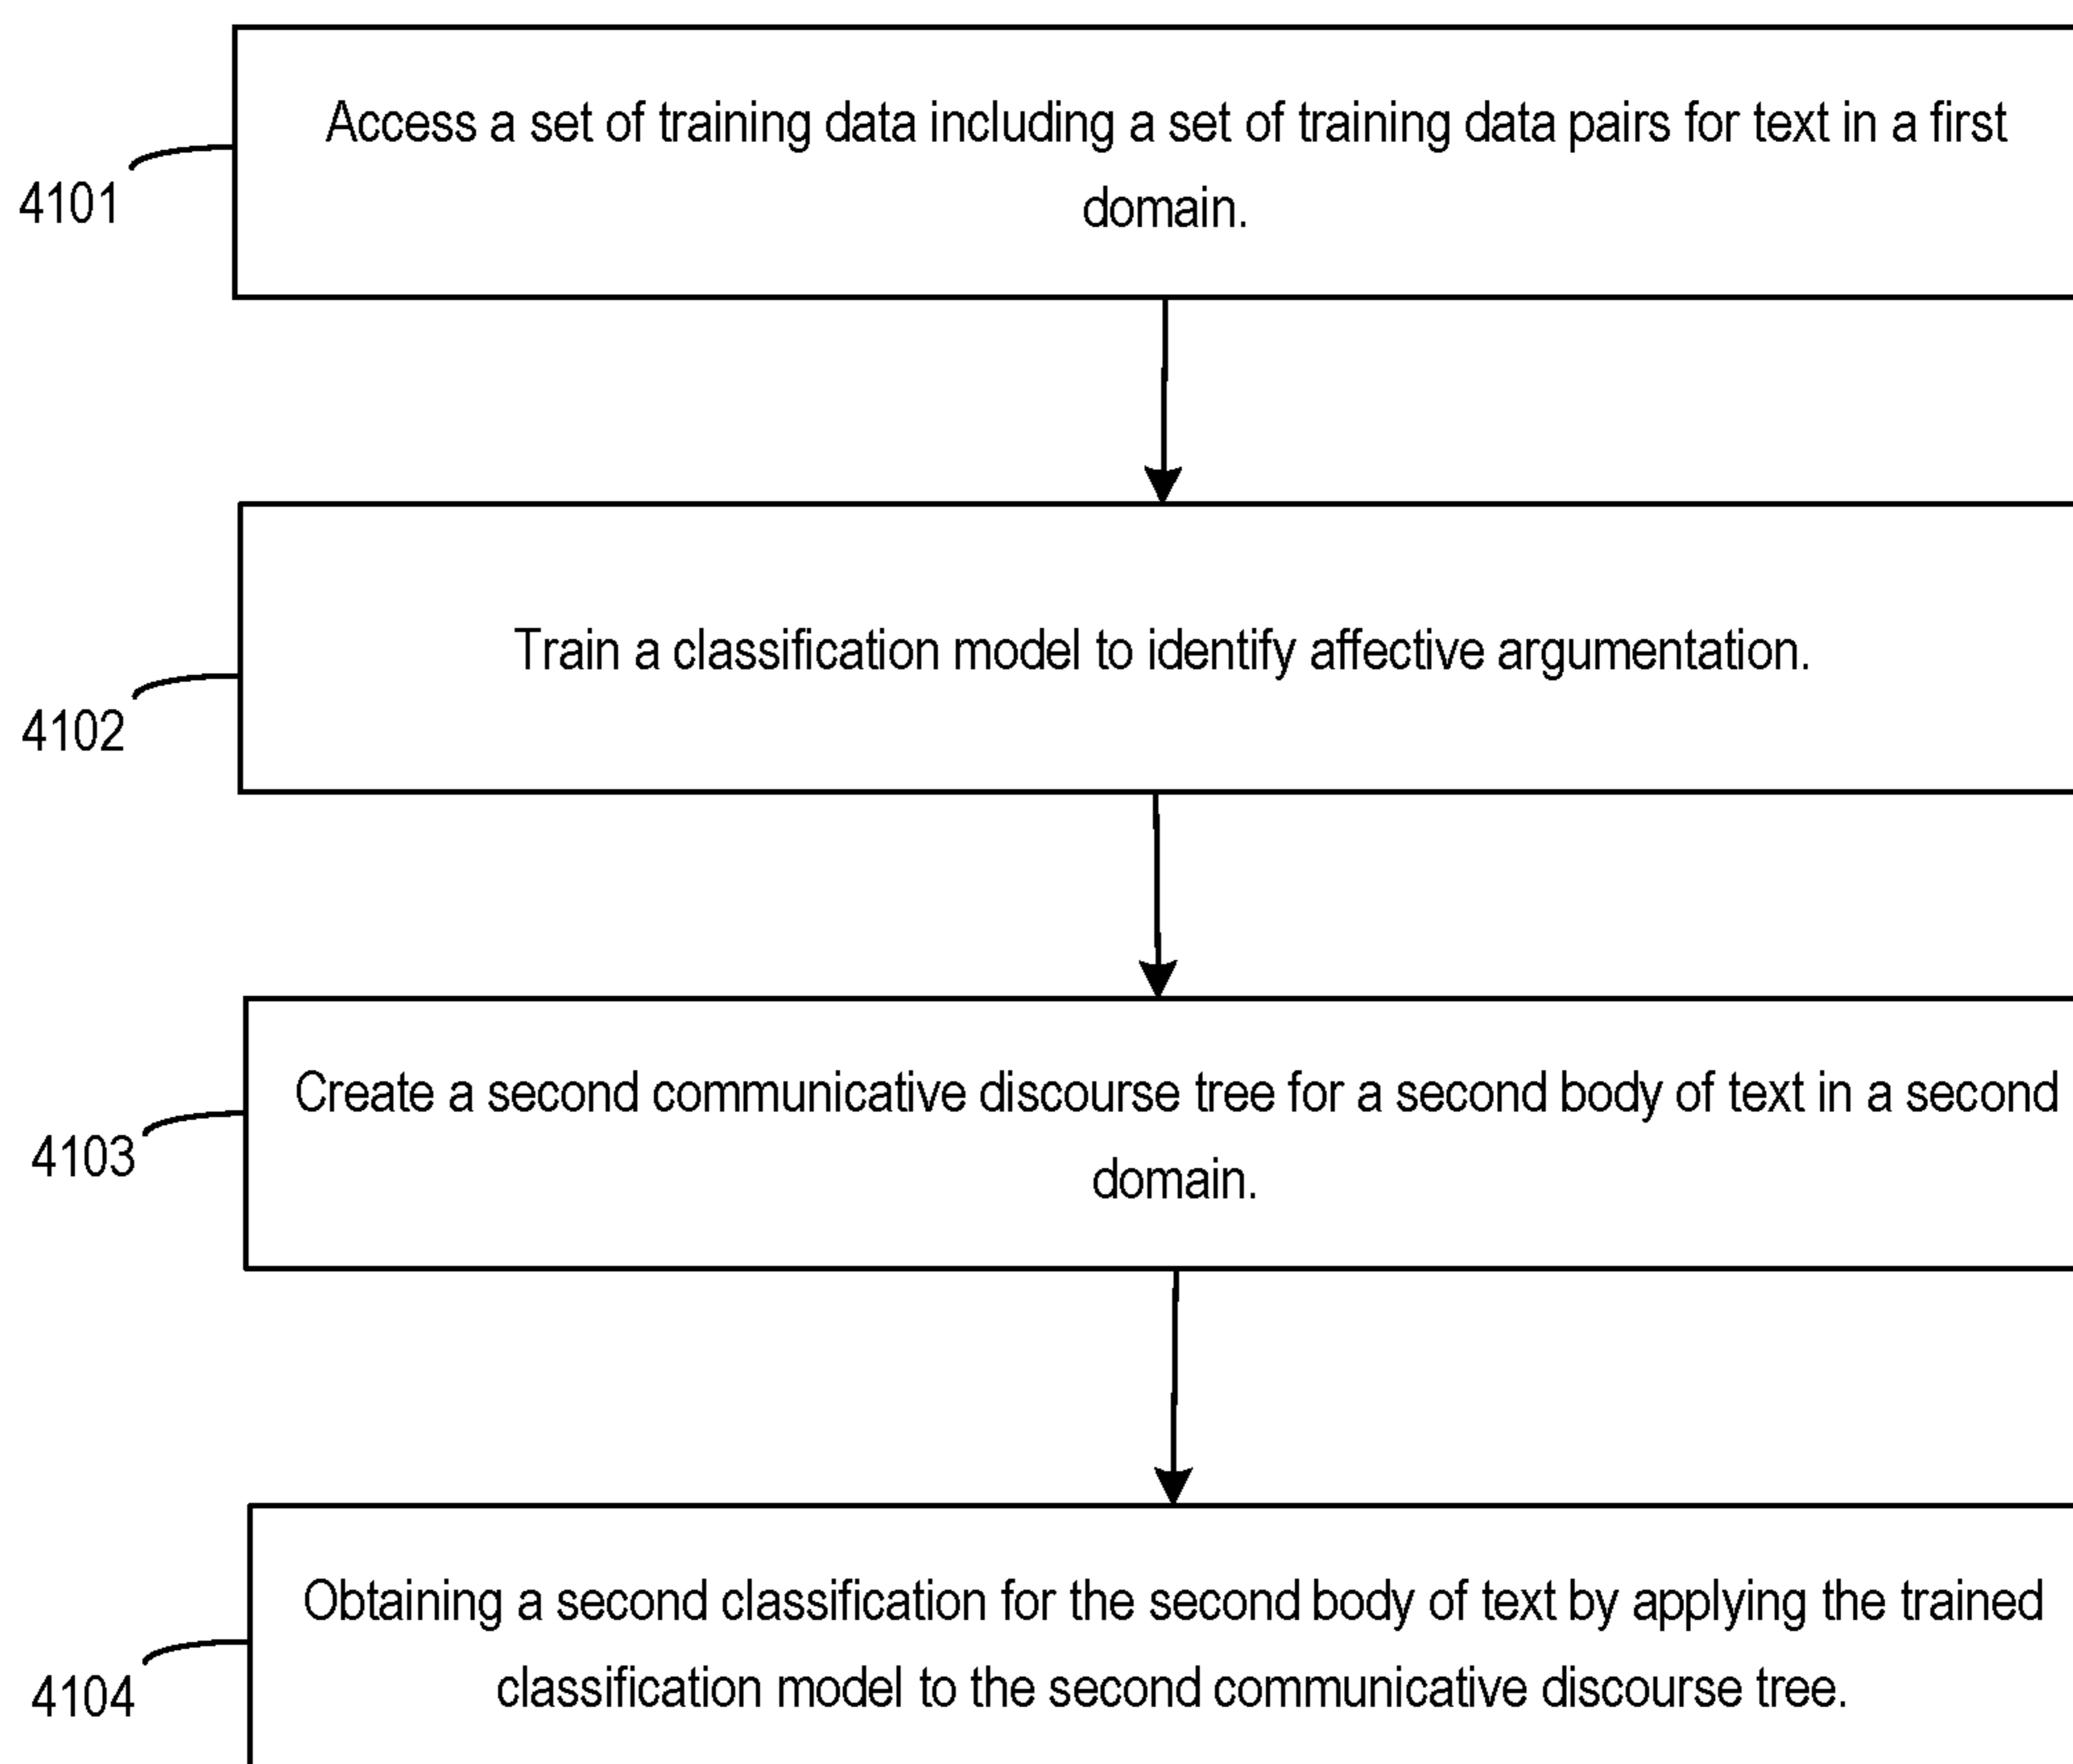 Access a set of training data including a set of training data pairs for text in a first
domain.
4101
Train a classification model to identify affective argumentation.
4102
Create a second communicative discourse tree for a second body of text in a second
domain.
4103
Obtaining a second classification for the second body of text by applying the trained
classification model to the second communicative discourse tree.
4104